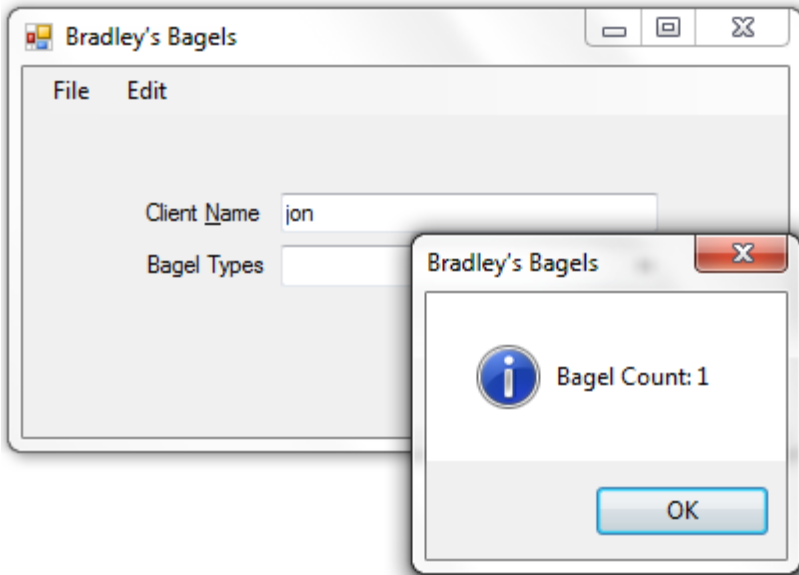 Bradley's Bagels
File Edit
Client Name jon
Bagel Types
Bradley's Bagels
Bagel Count: 1
OK